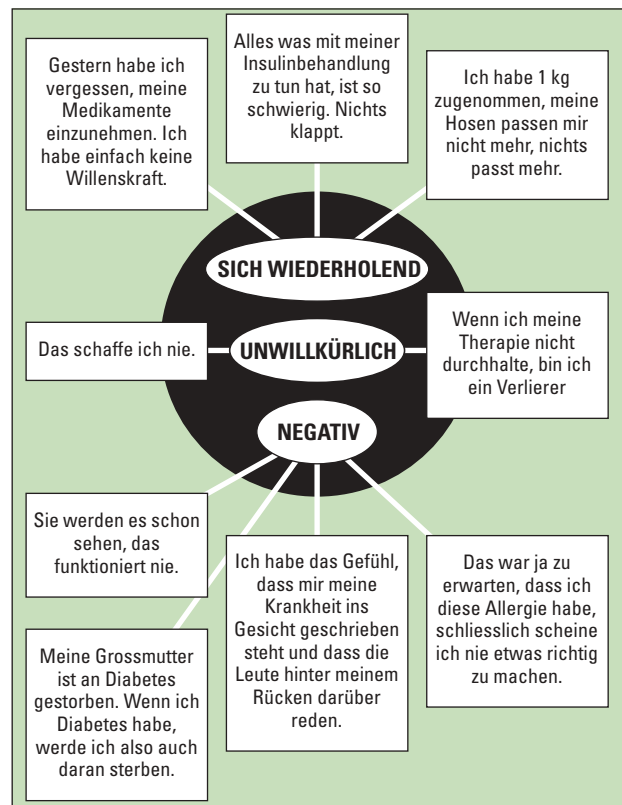 Gestern habe ich
vergessen, meine
Medikamente
einzunehmen. Ich
habe einfach keine
Willenskraft.
Alles was mit meiner
Insulinbehandlung
zu tun hat, ist so
schwierig. Nichts
klappt.
Ich habe 1 kg
zugenommen, meine
Hosen passen mir
nicht mehr, nichts
passt mehr.
SICH WIEDERHOLEND
Das schaffe ich nie.
UNWILLKÜRLICH
Wenn ich meine
Therapie nicht
durchhalte, bin ich
ein Verlierer
NEGATIV
Sie werden es schon
sehen, das
funktioniert nie.
Meine Grossmutter
ist an Diabetes
gestorben. Wenn ich
Diabetes habe,
werde ich also auch
daran sterben.
Ich habe das Gefühl,
dass mir meine
Krankheit ins
Gesicht geschrieben
steht und dass die
Leute hinter meinem
Rücken darüber
reden.
Das war ja zu
erwarten, dass ich
diese Allergie habe,
schliesslich scheine
ich nie etwas richtig
zu machen.